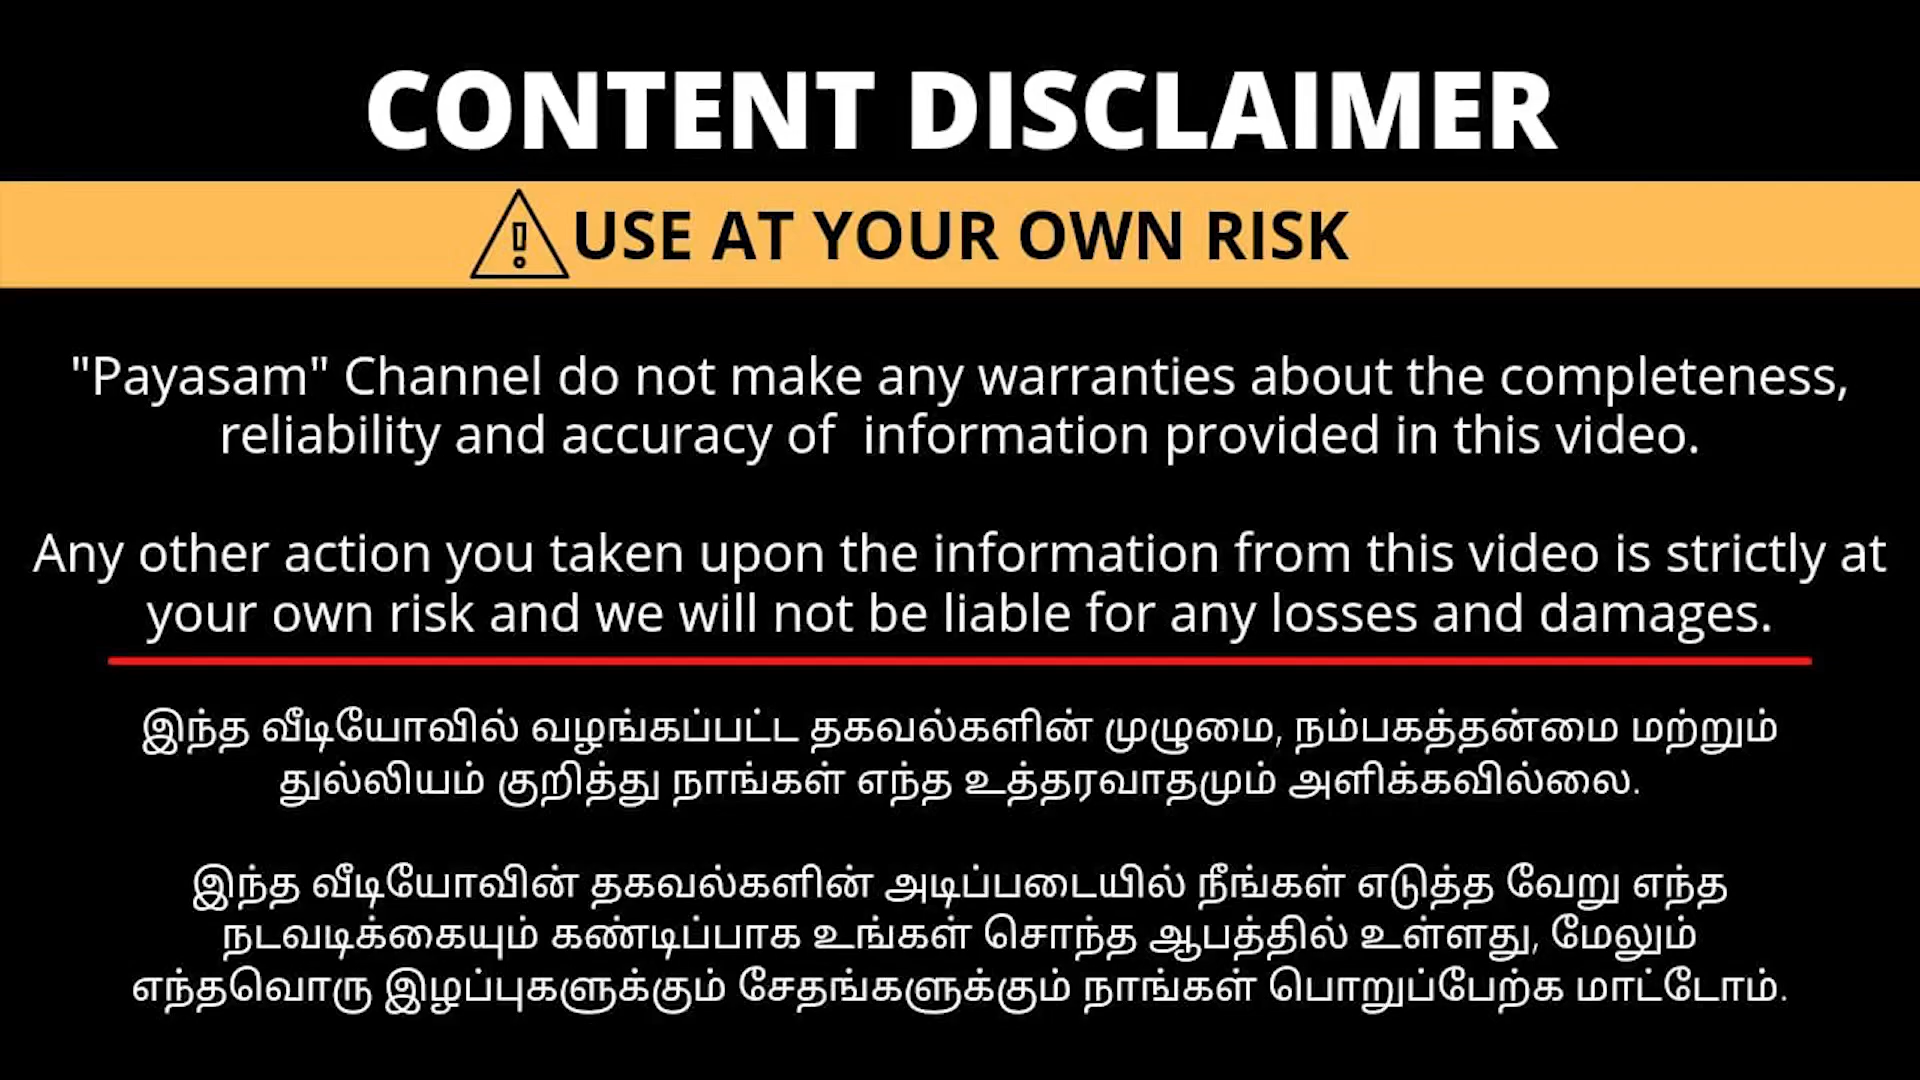 CONTENT DISCLAIMER
USE AT YOUR OWN RISK
"Payasam" Channel do not make any warranties about the completeness,
reliability and accuracy of  information provided in this video.
Any other action you taken upon the information from this video is strictly at
your own risk and we will not be liable for any losses and damages.
இந்த வீடியோவில் வழங்கப்பட்ட தகவல்களின் முழுமை, நம்பகத்தன்மை மற்றும்
துல்லியம் குறித்து நாங்கள் எந்த உத்தரவாதமும் அளிக்கவில்லை.
இந்த வீடியோவின் தகவல்களின் அடிப்படையில் நீங்கள் எடுத்த வேறு எந்த
நடவடிக்கையும் கண்டிப்பாக உங்கள் சொந்த ஆபத்தில் உள்ளது, மேலும்
எந்தவொரு இழப்புகளுக்கும் சேதங்களுக்கும் நாங்கள் பொறுப்பேற்க மாட்டோம்.